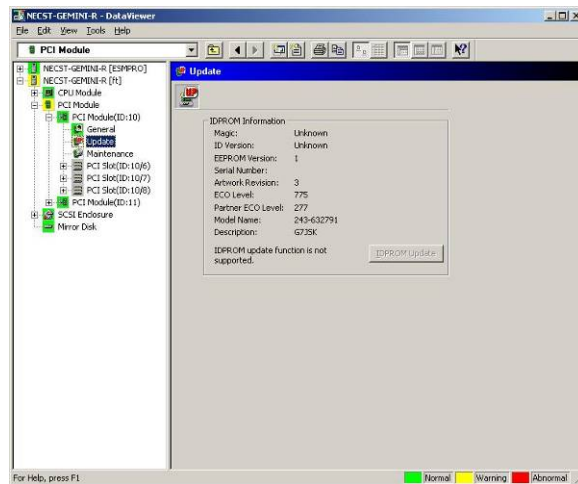 NECST-GEMINI-R - DataViewer
File Edit View Tools Help
PCI Module
NECST-GEMINI-R [ESMPRO]
NECST-GEMINI-R [ft]
CPU Module
PCI Module
PCI Module(ID:10)
General
Update
Maintenance
PCI Slot(ID:10/6)
PCI Slot(ID:10/7)
PCI Slot(ID:10/8)
PCI Module(ID:11)
SCSI Enclosure
Mirror Disk
Update
IDPROM Information
Magic: Unknown
ID Version: Unknown
EEPROM Version: 1
Serial Number:
Artwork Revision: 3
ECO Level: 775
Partner ECO Level: 277
Model Name: 243-632791
Description: G7JSK
IDPROM update function is not
supported.
IDPROM Update
For Help, press F1
Normal Warning Abnormal